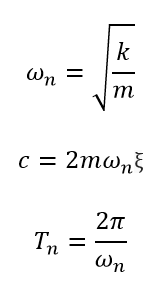 ωₙ = √(k/m)
c = 2mωₙξ
Tₙ = 2π/ωₙ